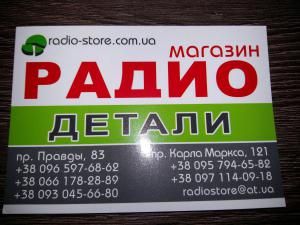 radio-store.com.ua
магазин
РАДИО
ДЕТАЛИ
пр. Правды, 83
+38 096 597-68-62
+38 066 178-28-89
+38 093 045-66-80
пр. Карла Маркса, 121
+38 095 794-65-82
+38 097 114-09-18
radiostore@at.ua